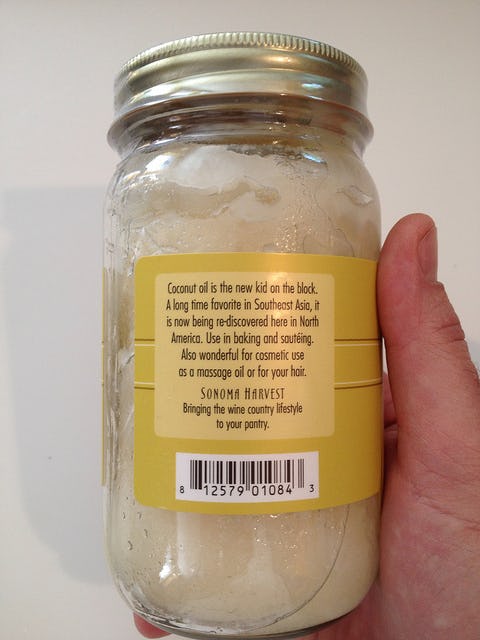 Coconut oil is the new kid on the block.
A long time favorite in Southeast Asia, it
is now being re-discovered here in North
America. Use in baking and sautéing.
Also wonderful for cosmetic use
as a massage oil or for your hair.
SONOMA HARVEST
Bringing the wine country lifestyle
to your pantry.
8 12579 01084 3